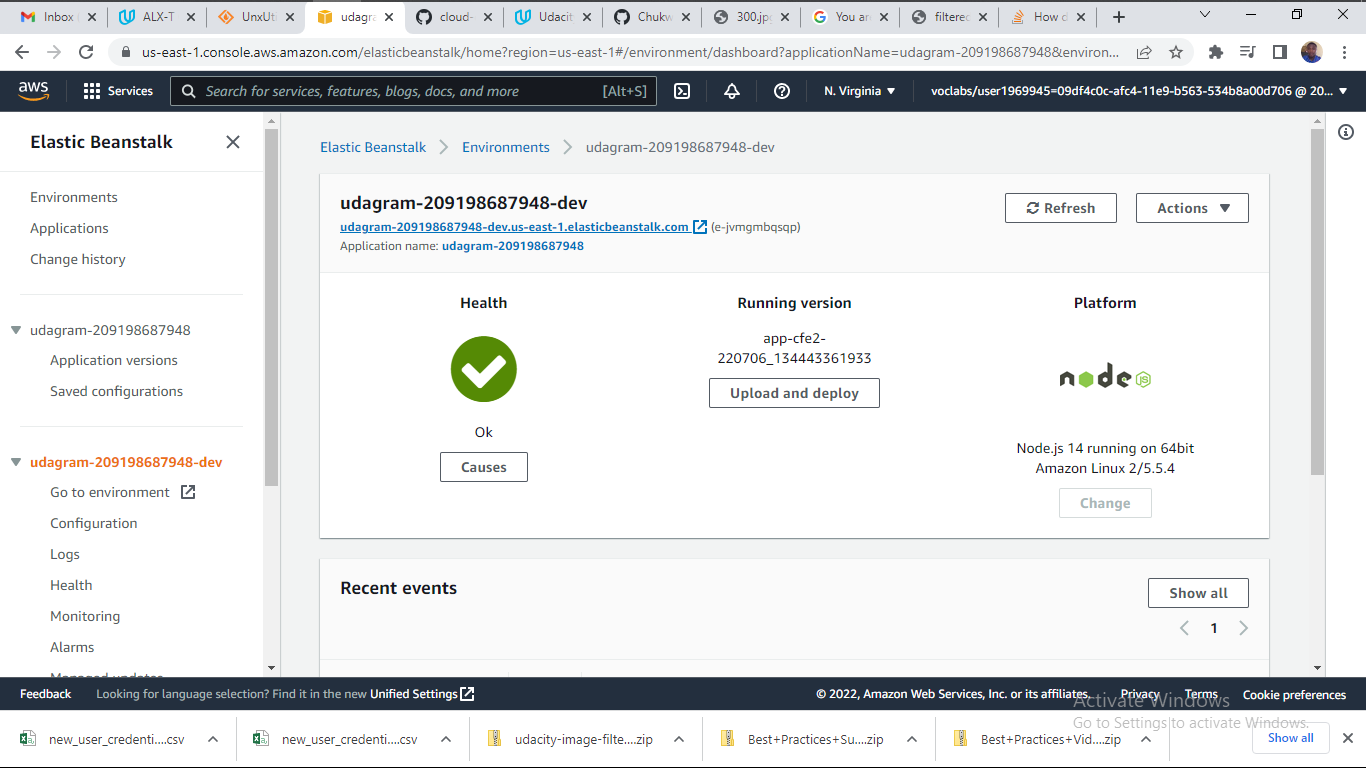 Inbox (
ALX-T
UnxUt
udagra
cloud-
Udacit
Chukw
300.jp
You ar
filtered
How d
us-east-1.console.aws.amazon.com/elasticbeanstalk/home?region=us-east-1#/environment/dashboard?applicationName=udagram-209198687948&environ...
aws
Services
Search for services, features, blogs, docs, and more
[Alt+S]
N. Virginia
voclabs/user1969945=09df4c0c-afc4-11e9-b563-534b8a00d706 @ 20...
Elastic Beanstalk
Environments
Applications
Change history
udagram-209198687948
Application versions
Saved configurations
udagram-209198687948-dev
Go to environment
Configuration
Logs
Health
Monitoring
Alarms
Managed updates
Elastic Beanstalk
Environments
udagram-209198687948-dev
udagram-209198687948-dev
udagram-209198687948-dev.us-east-1.elasticbeanstalk.com (e-jvmgmbqsqp)
Application name: udagram-209198687948
Refresh
Actions
Health
Ok
Causes
Running version
app-cfe2-
220706_134443361933
Upload and deploy
Platform
node JS
Node.js 14 running on 64bit
Amazon Linux 2/5.5.4
Change
Recent events
Show all
1
Feedback
Looking for language selection? Find it in the new Unified Settings
© 2022, Amazon Web Services, Inc. or its affiliates.
Privacy
Terms
Cookie preferences
Activate Windows
Go to Settings to activate Windows.
new_user_credenti....csv
new_user_credenti....csv
udacity-image-filte....zip
Best+Practices+Su....zip
Best+Practices+Vid....zip
Show all